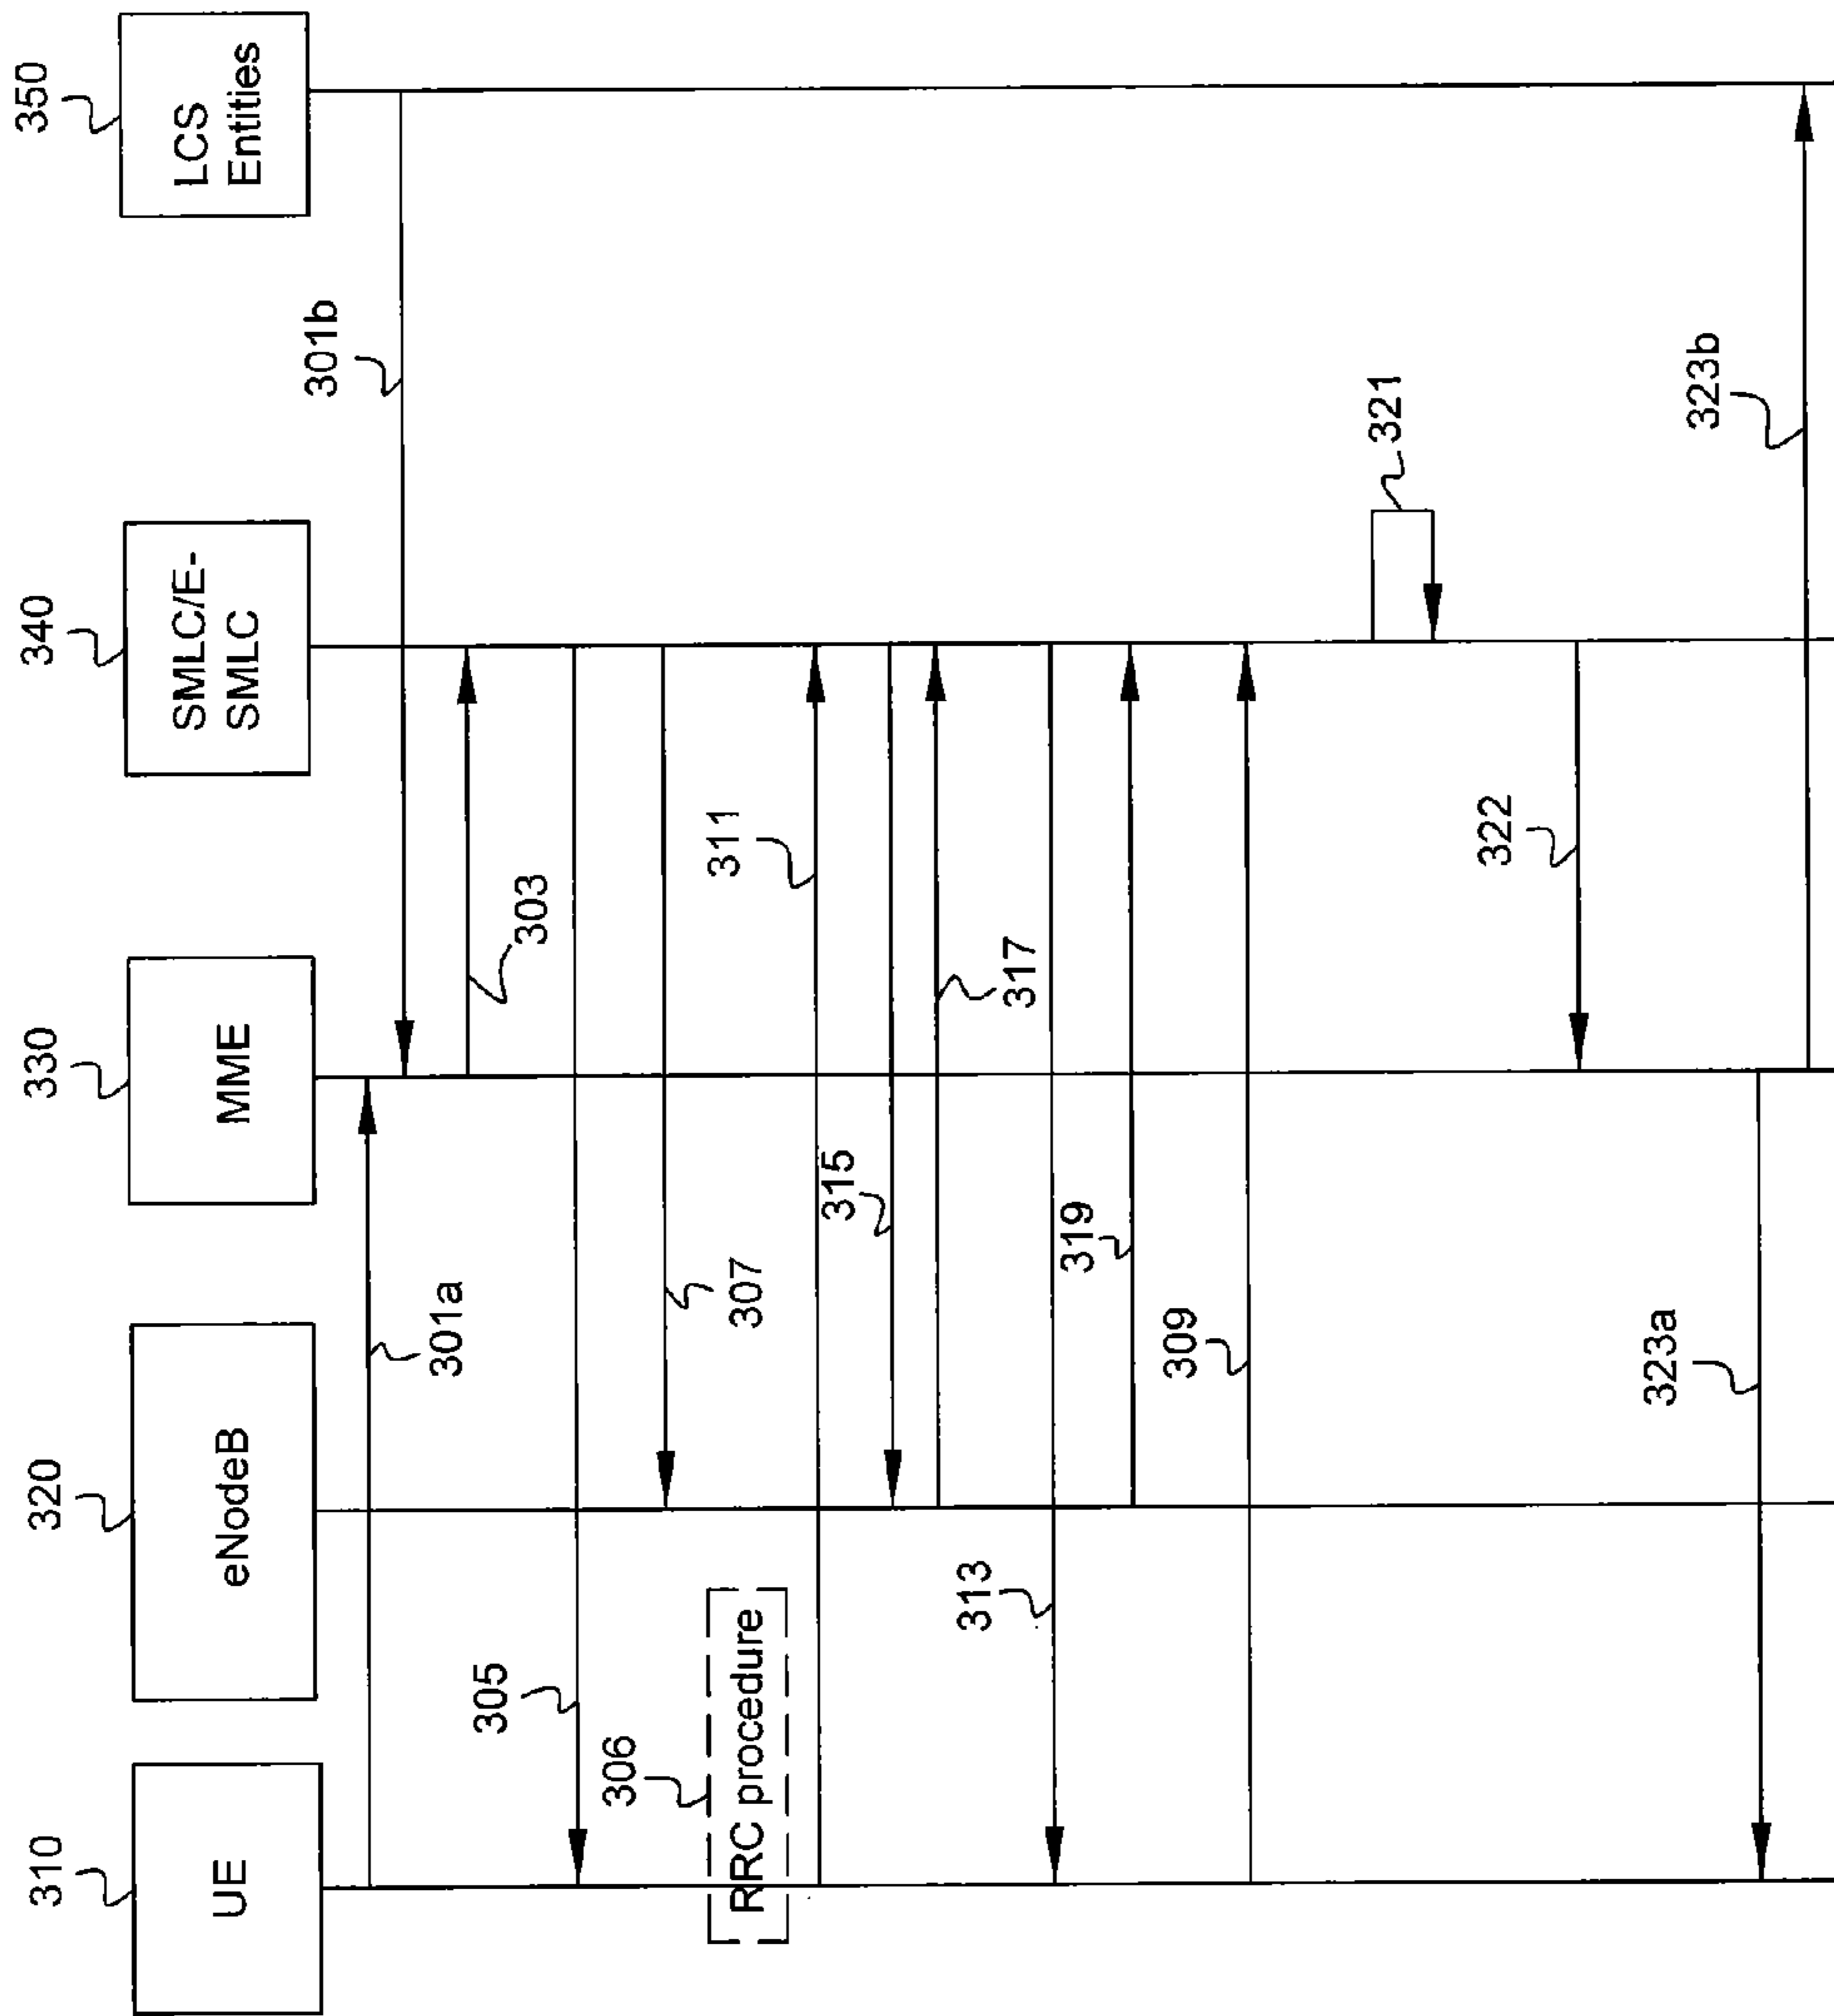 310
UE
320
eNodeB
330
MME
340
SMLC/E-
SMLC
350
LCS
Entities
301a
301b
303
305
307
306
RRC procedure
311
315
317
313
319
309
321
322
323a
323b